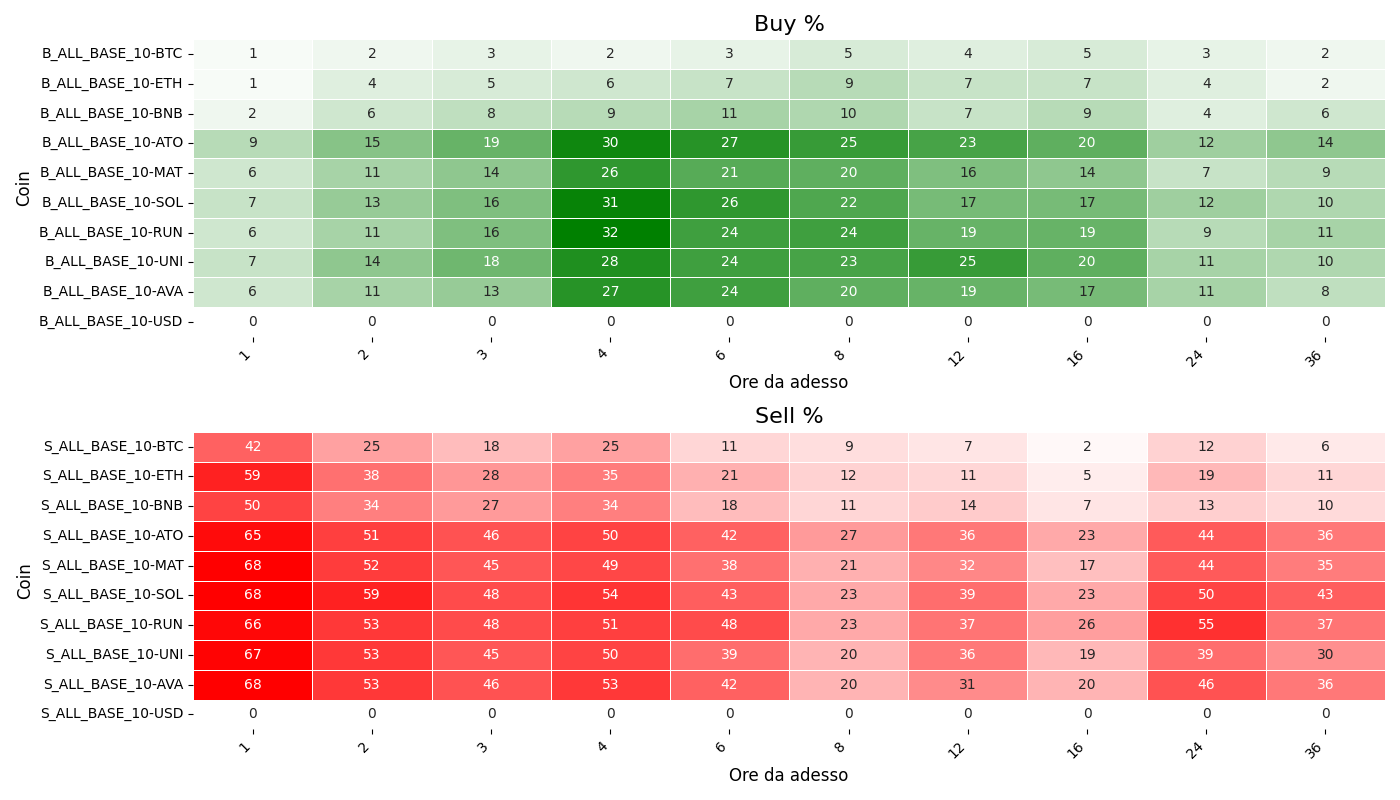 Buy %
Coin
B_ALL_BASE_10-BTC 1 2 3 2 3 5 4 5 3 2
B_ALL_BASE_10-ETH 1 4 5 6 7 9 7 7 4 2
B_ALL_BASE_10-BNB 2 6 8 9 11 10 7 9 4 6
B_ALL_BASE_10-ATO 9 15 19 30 27 25 23 20 12 14
B_ALL_BASE_10-MAT 6 11 14 26 21 20 16 14 7 9
B_ALL_BASE_10-SOL 7 13 16 31 26 22 17 17 12 10
B_ALL_BASE_10-RUN 6 11 16 32 24 24 19 19 9 11
B_ALL_BASE_10-UNI 7 14 18 28 24 23 25 20 11 10
B_ALL_BASE_10-AVA 6 11 13 27 24 20 19 17 11 8
B_ALL_BASE_10-USD 0 0 0 0 0 0 0 0 0 0
1 2 3 4 6 8 12 16 24 36
Ore da adesso
Sell %
Coin
S_ALL_BASE_10-BTC 42 25 18 25 11 9 7 2 12 6
S_ALL_BASE_10-ETH 59 38 28 35 21 12 11 5 19 11
S_ALL_BASE_10-BNB 50 34 27 34 18 11 14 7 13 10
S_ALL_BASE_10-ATO 65 51 46 50 42 27 36 23 44 36
S_ALL_BASE_10-MAT 68 52 45 49 38 21 32 17 44 35
S_ALL_BASE_10-SOL 68 59 48 54 43 23 39 23 50 43
S_ALL_BASE_10-RUN 66 53 48 51 48 23 37 26 55 37
S_ALL_BASE_10-UNI 67 53 45 50 39 20 36 19 39 30
S_ALL_BASE_10-AVA 68 53 46 53 42 20 31 20 46 36
S_ALL_BASE_10-USD 0 0 0 0 0 0 0 0 0 0
1 2 3 4 6 8 12 16 24 36
Ore da adesso